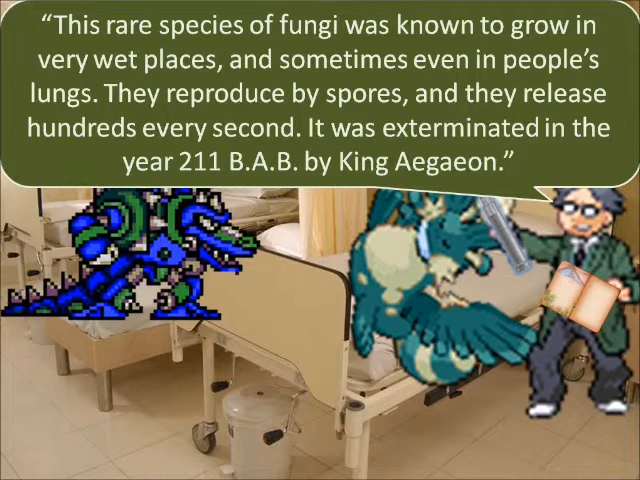 “This rare species of fungi was known to grow in
very wet places, and sometimes even in people’s
lungs. They reproduce by spores, and they release
hundreds every second. It was exterminated in the
year 211 B.A.B. by King Aegaeon.”